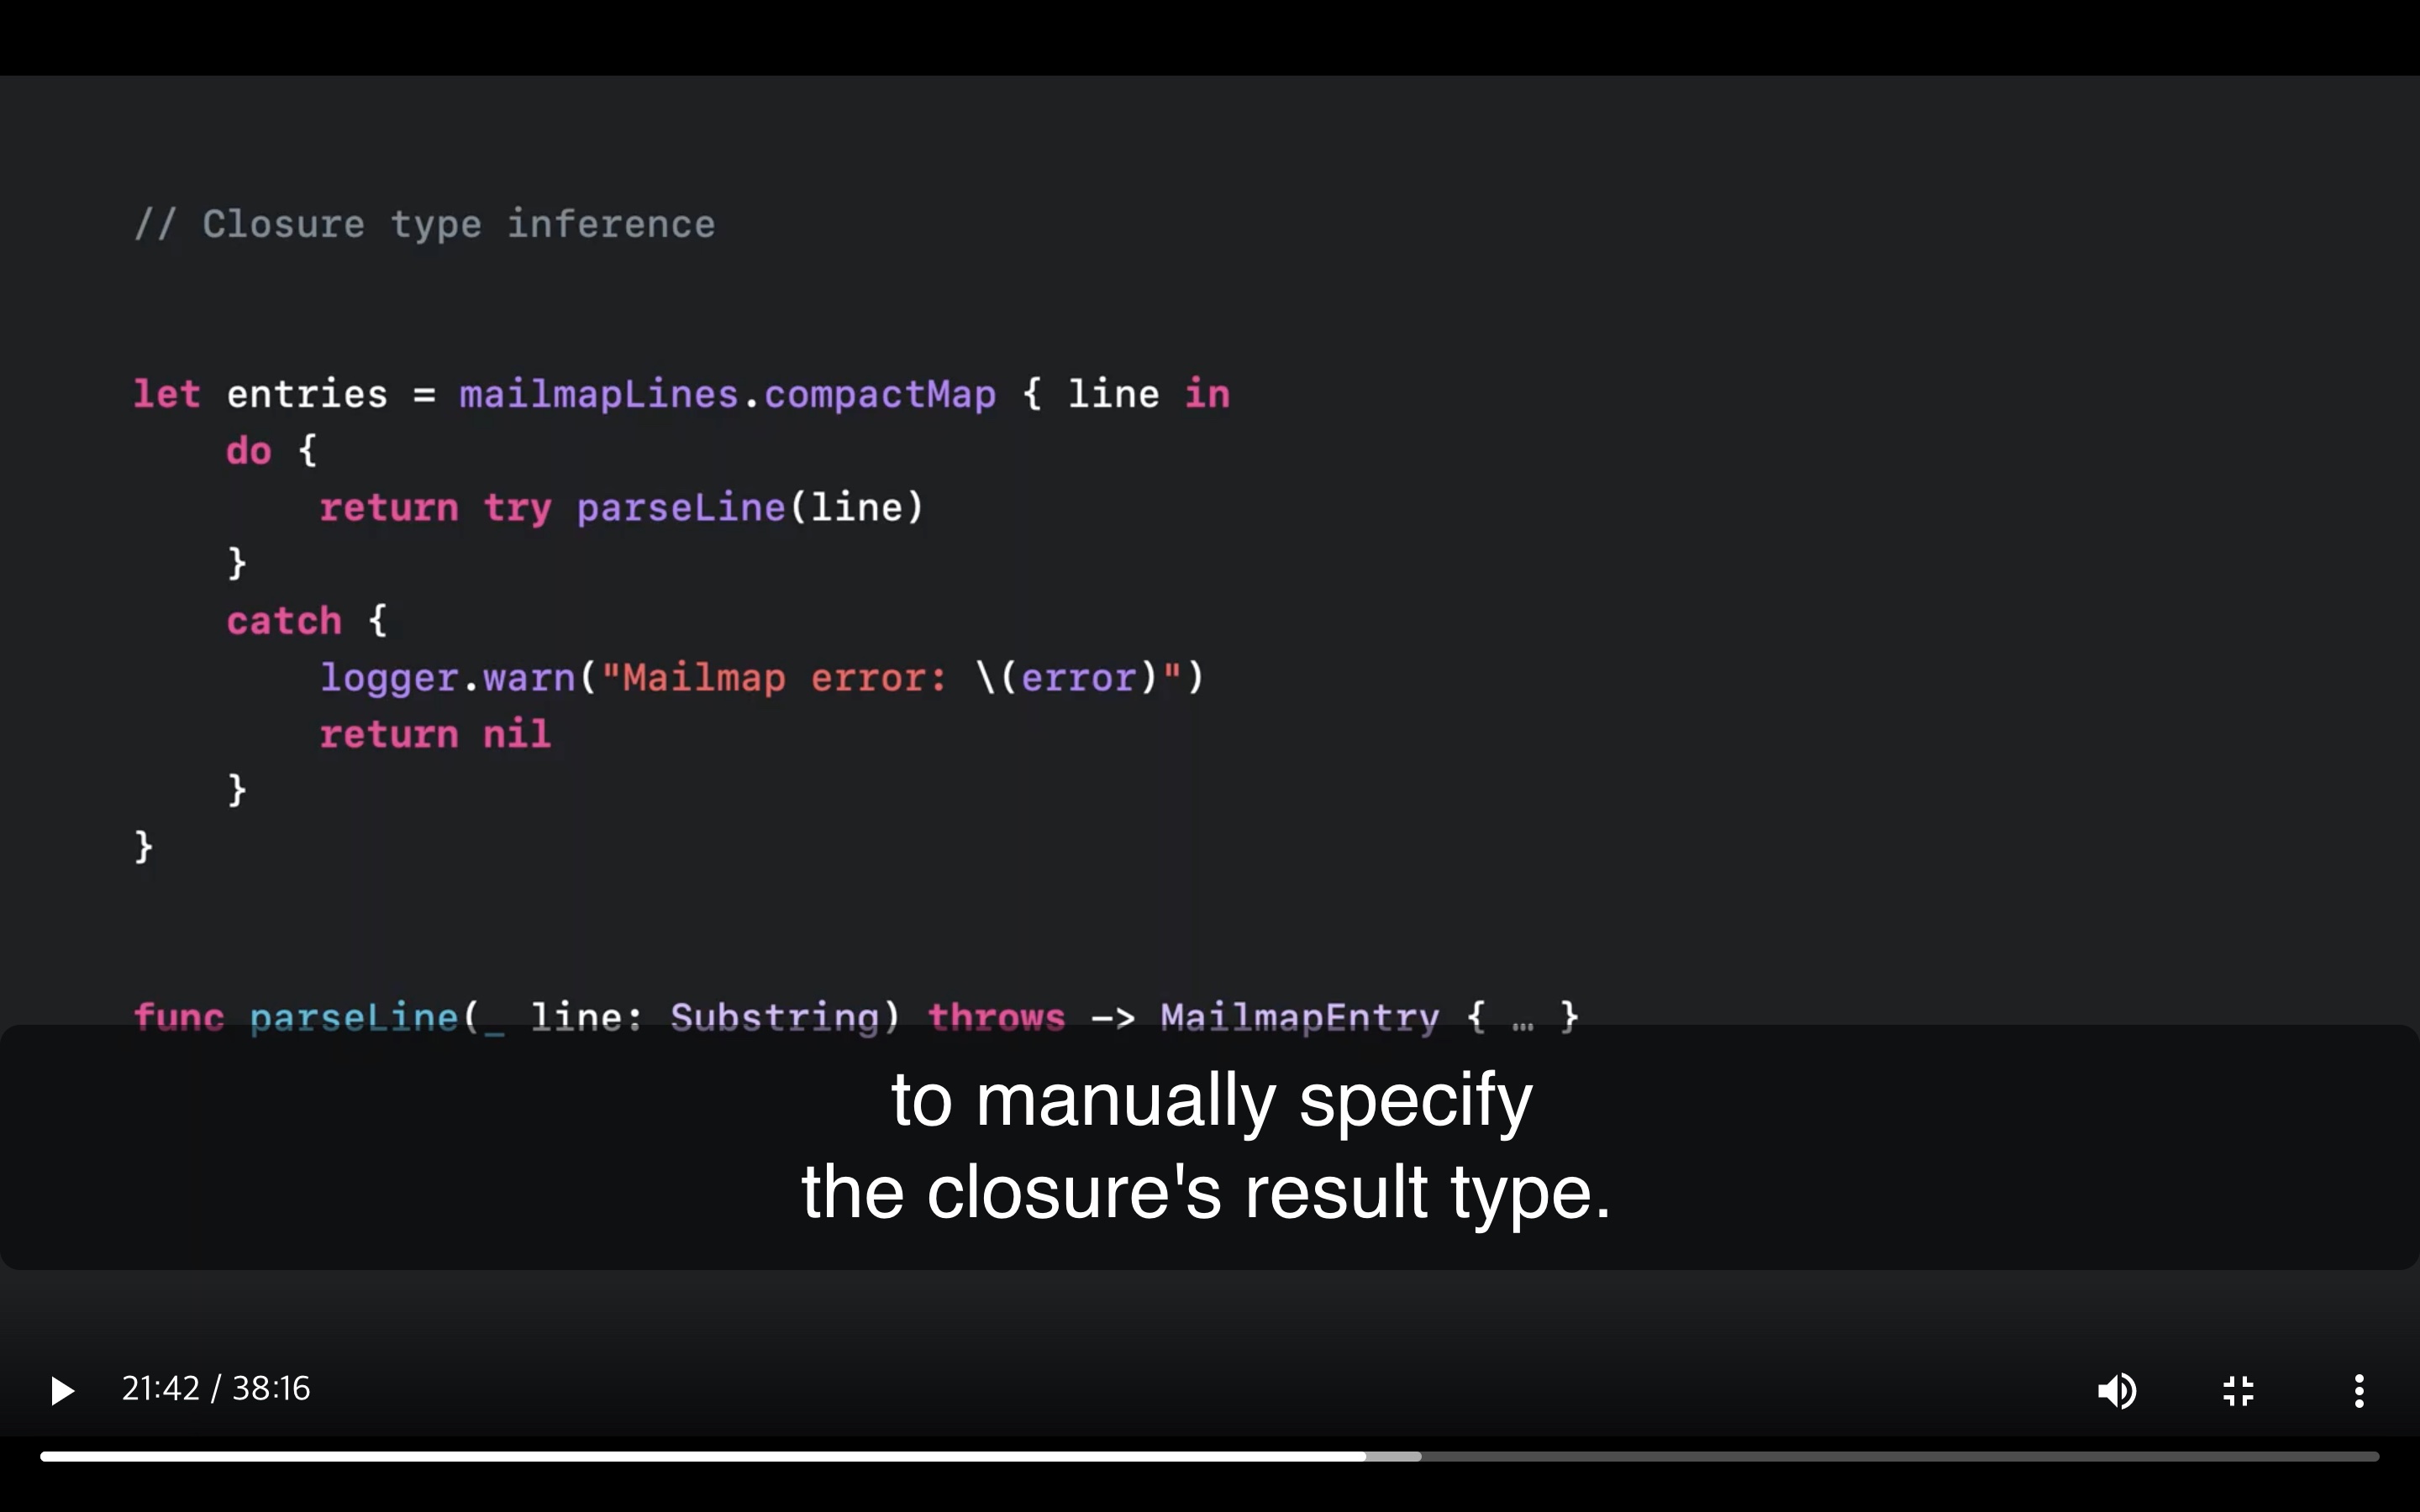 // Closure type inference
let entries = mailmapLines.compactMap { line in
do {
return try parseLine(line)
}
catch {
logger.warn("Mailmap error: \(error)")
return nil
}
}
func parseLine(_ line: Substring) throws -> MailmapEntry { … }
to manually specify
the closure's result type.
21:42 / 38:16